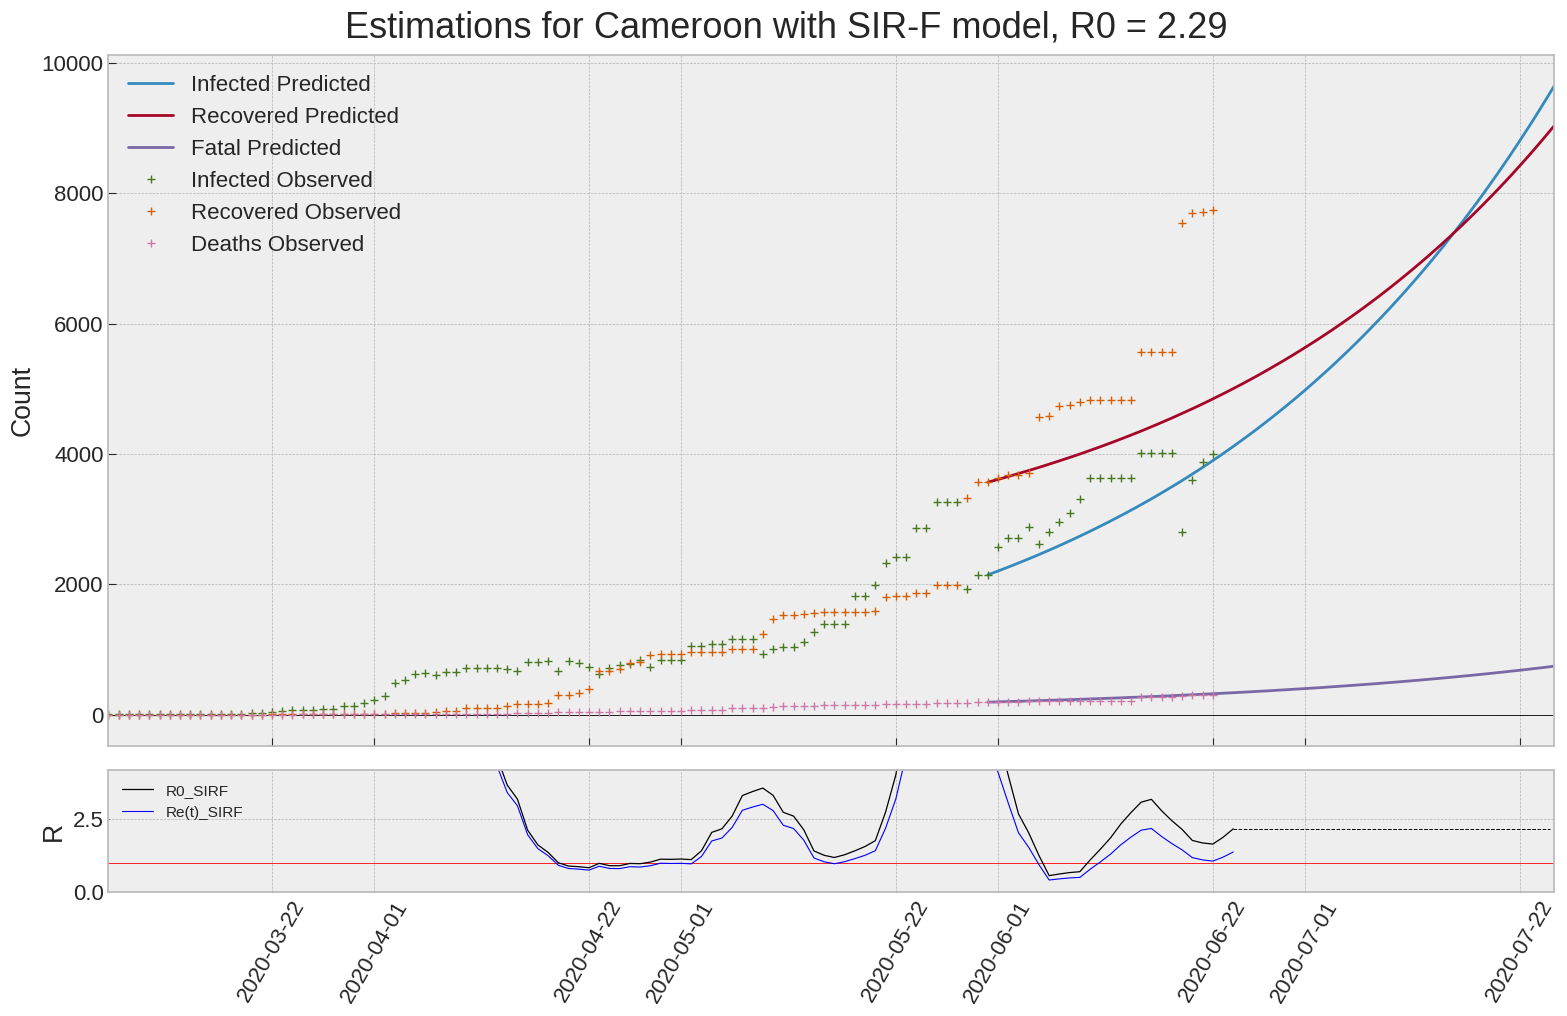 Estimations for Cameroon with SIR-F model, R0 = 2.29
10000
8000
6000
4000
2000
0
Count
Infected Predicted
Recovered Predicted
Fatal Predicted
Infected Observed
Recovered Observed
Deaths Observed
R0_SIRF
Re(t)_SIRF
R
2.5
0.0
2020-03-22
2020-04-01
2020-04-22
2020-05-01
2020-05-22
2020-06-01
2020-06-22
2020-07-01
2020-07-22